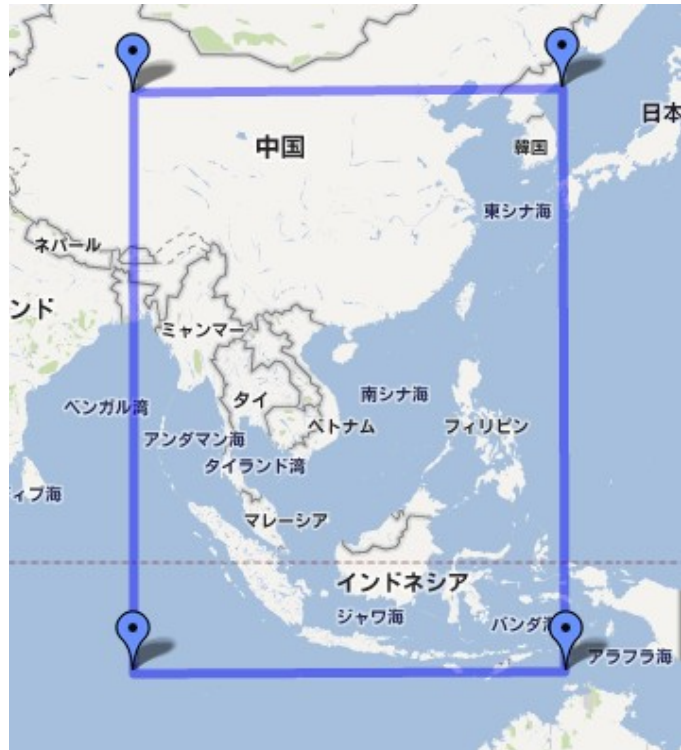 日本
中国
韓国
東シナ海
ネパール
ンド
ミャンマー
ベンガル湾
タイ
南シナ海
アンダマン海
ベトナム
フィリピン
タイランド湾
ィブ海
マレーシア
インドネシア
ジャワ海
バンダ海
アラフラ海